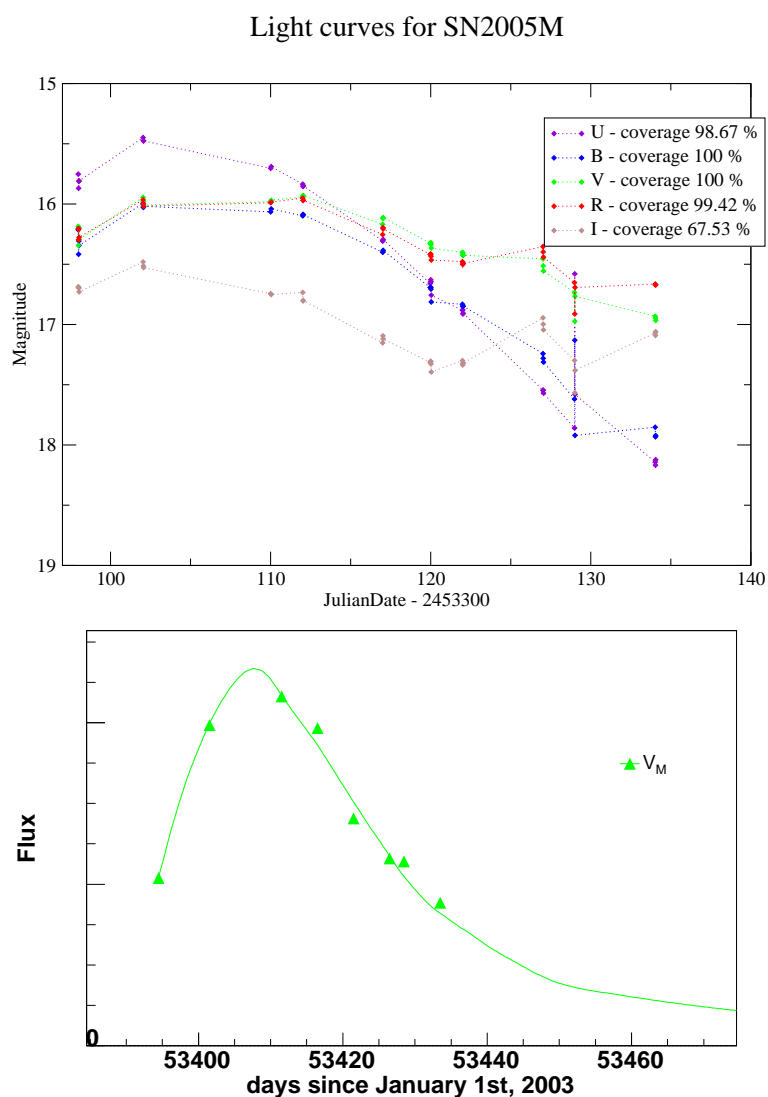 Light curves for SN2005M
15
U - coverage 98.67 %
B - coverage 100 %
V - coverage 100 %
R - coverage 99.42 %
I - coverage 67.53 %
16
17
18
19
Magnitude
100 110 120 130 140
JulianDate - 2453300
V_M
Flux
0
53400 53420 53440 53460
days since January 1st, 2003